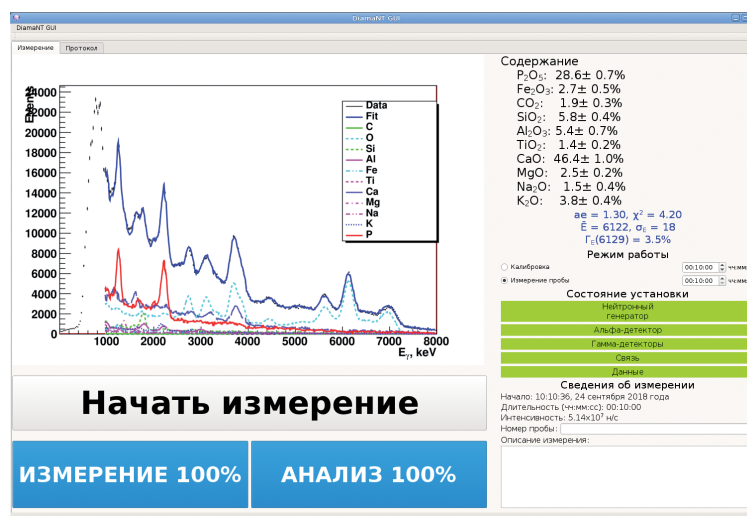 DiamaNT GUI
DiamaNT GUI
Измерение Протокол
Events
24000
22000
20000
18000
16000
14000
12000
10000
8000
6000
4000
2000
0
1000 2000 3000 4000 5000 6000 7000 8000
Eγ, keV
Data
Fit
C
O
Si
Al
Fe
Ti
Ca
Mg
Na
K
P
Начать измерение
ИЗМЕРЕНИЕ 100% АНАЛИЗ 100%
Содержание
P₂O₅: 28.6± 0.7%
Fe₂O₃: 2.7± 0.5%
CO₂: 1.9± 0.3%
SiO₂: 5.8± 0.4%
Al₂O₃: 5.4± 0.7%
TiO₂: 1.4± 0.2%
CaO: 46.4± 1.0%
MgO: 2.5± 0.2%
Na₂O: 1.5± 0.4%
K₂O: 3.8± 0.4%
ae = 1.30, χ² = 4.20
Ē = 6122, σE = 18
ΓE(6129) = 3.5%
Режим работы
Калибровка 00:10:00 чч:мм:
Измерение пробы 00:10:00 чч:мм:
Состояние установки
Нейтронный
генератор
Альфа-детектор
Гамма-детекторы
Связь
Данные
Сведения об измерении
Начало: 10:10:36, 24 сентября 2018 года
Длительность (чч:мм:сс): 00:10:00
Интенсивность: 5.14x10⁷ н/с
Номер пробы:
Описание измерения: